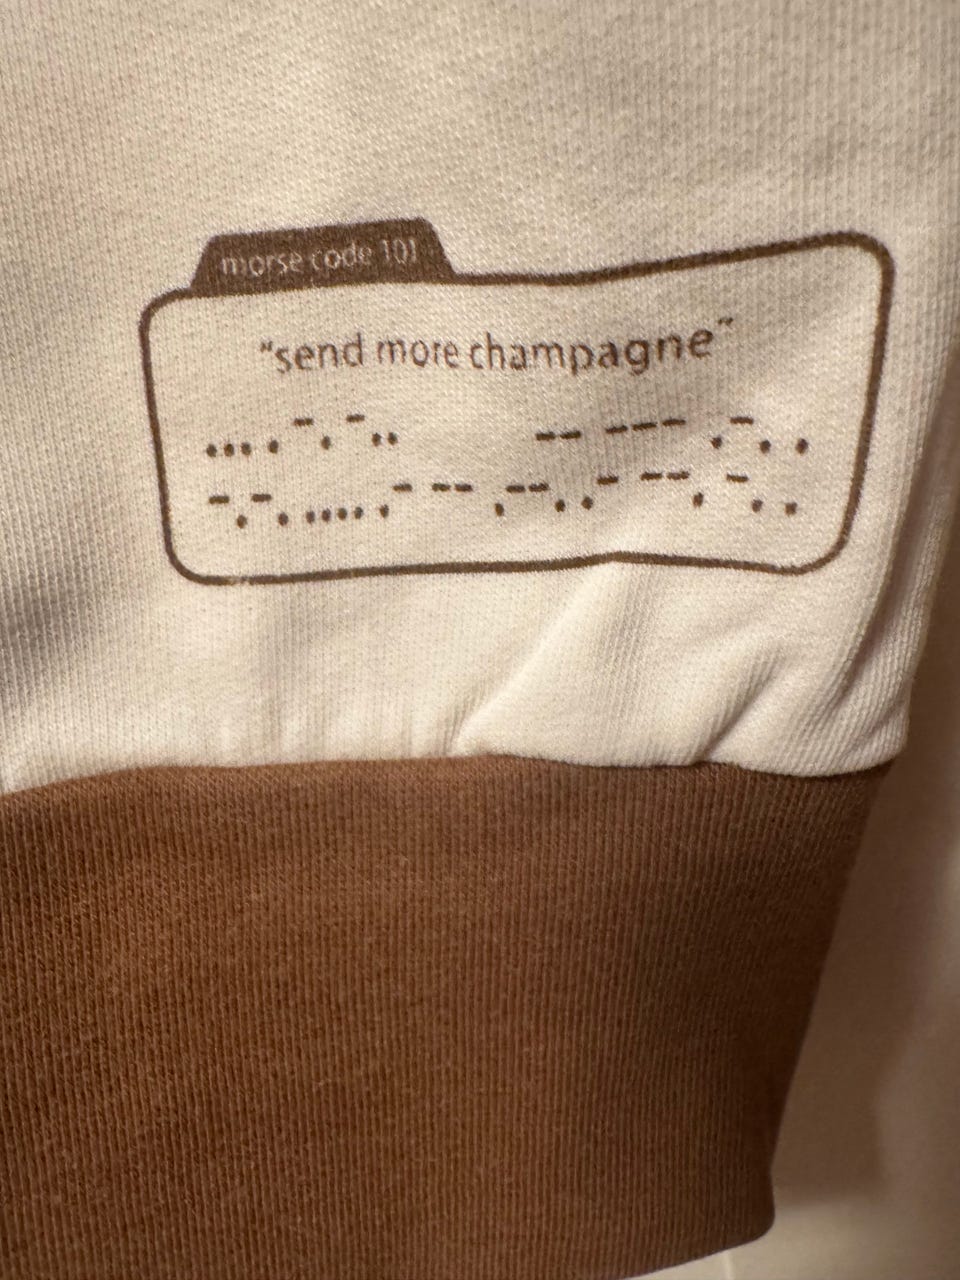 morse code 101
“send more champagne”
... . -. -.. -- --- .-. .
-.-. .... .- -- .--. .- --. -. .